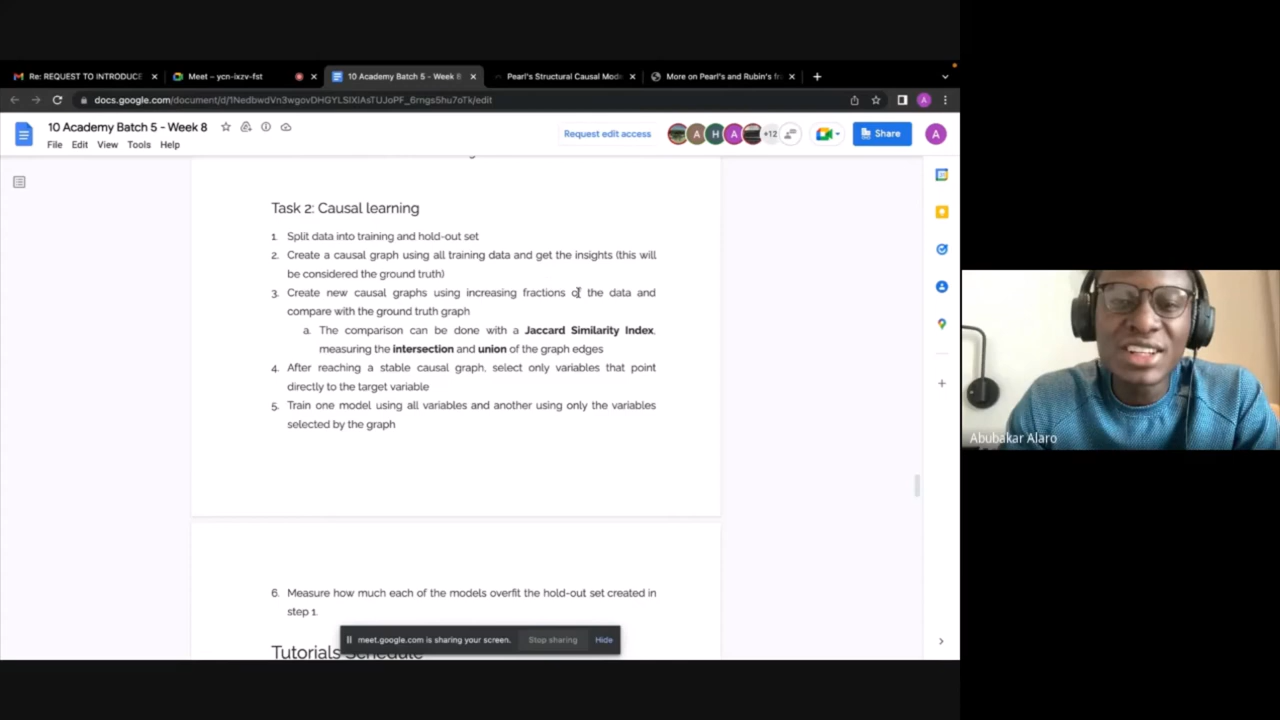 Re: REQUEST TO INTRODUCE
Meet – ycn-ixzv-fst
10 Academy Batch 5 - Week 8
Pearl's Structural Causal Mode
More on Pearl's and Rubin's fr
docs.google.com/document/d/1NedbwdVn3wgovDHGYLSIXIAsTUJoPF_6rngs5hu7oTk/edit
10 Academy Batch 5 - Week 8
File Edit View Tools Help
Request edit access
+12
Share
Task 2: Causal learning
1. Split data into training and hold-out set
2. Create a causal graph using all training data and get the insights (this will
be considered the ground truth)
3. Create new causal graphs using increasing fractions of the data and
compare with the ground truth graph
a. The comparison can be done with a Jaccard Similarity Index,
measuring the intersection and union of the graph edges
4. After reaching a stable causal graph, select only variables that point
directly to the target variable
5. Train one model using all variables and another using only the variables
selected by the graph
6. Measure how much each of the models overfit the hold-out set created in
step 1.
meet.google.com is sharing your screen. Stop sharing Hide
Tutorials Schedule
Abubakar Alaro